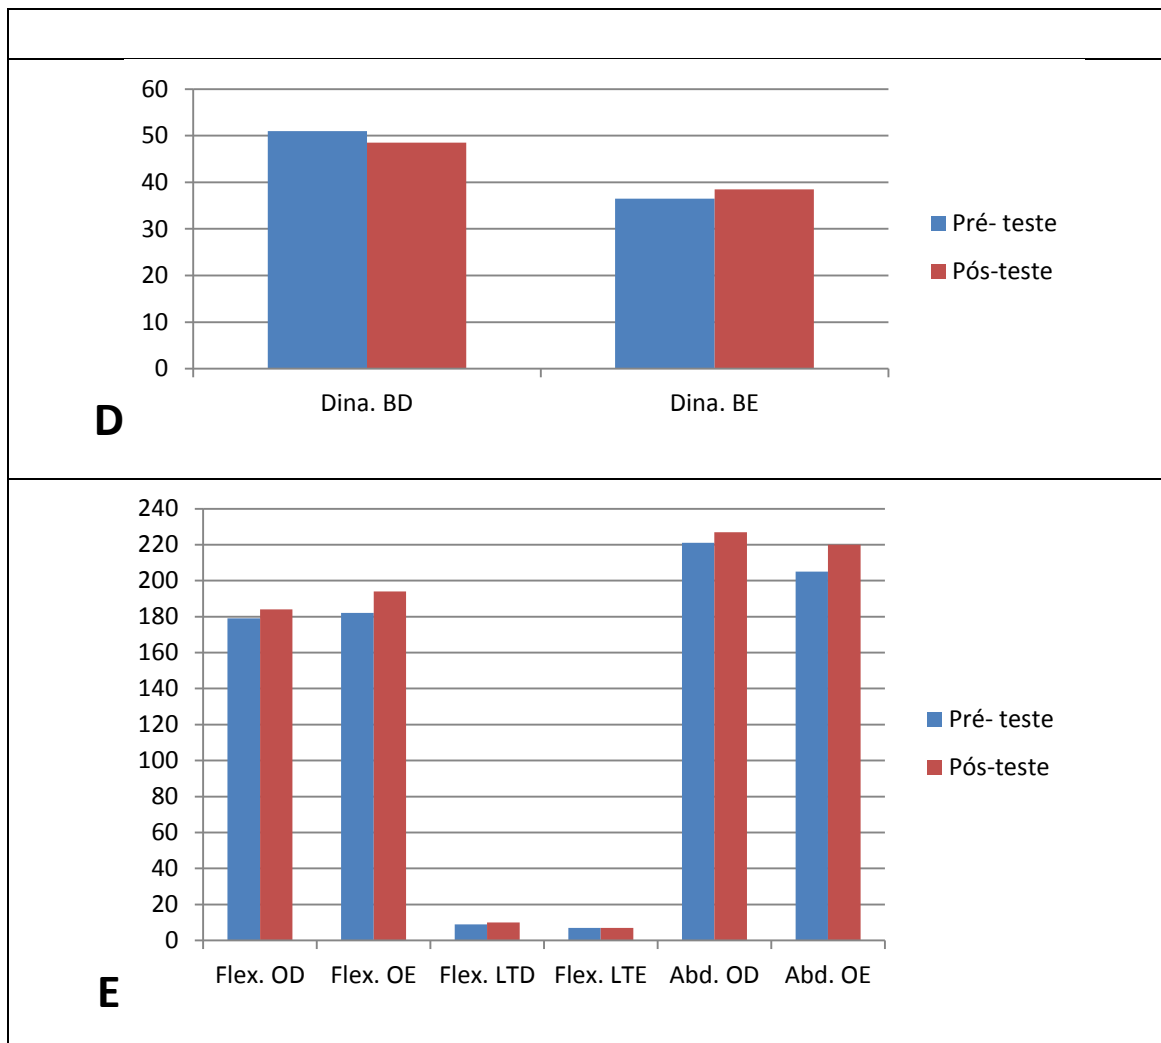 60
50
40
30
20
10
0
Dina. BD Dina. BE
Pré- teste
Pós-teste
D
240
220
200
180
160
140
120
100
80
60
40
20
0
Flex. OD Flex. OE Flex. LTD Flex. LTE Abd. OD Abd. OE
Pré- teste
Pós-teste
E